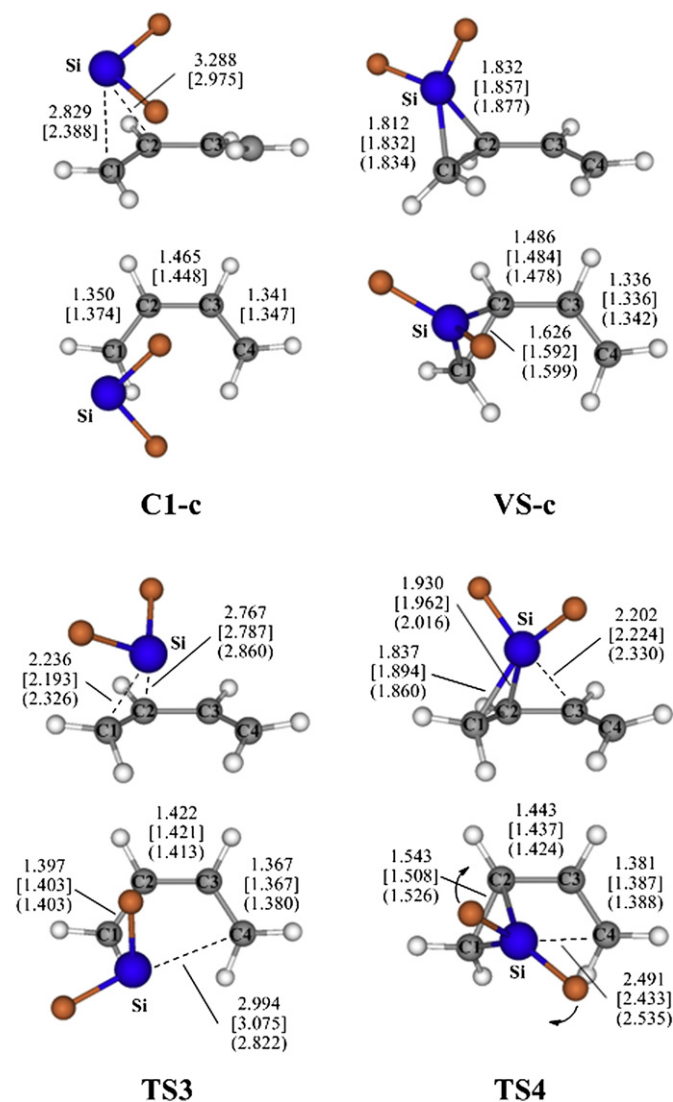 Si
3.288
[2.975]
2.829
[2.388]
C1
C2
C3
1.465
[1.448]
1.350
[1.374]
1.341
[1.347]
C2
C3
C1
C4
Si
C1-c
1.832
[1.857]
(1.877)
Si
1.812
[1.832]
(1.834)
C1
C2
C3
C4
1.486
[1.484]
(1.478)
1.336
[1.336]
(1.342)
C2
C3
Si
1.626
[1.592]
(1.599)
C1
C4
VS-c
2.767
[2.787]
(2.860)
Si
2.236
[2.193]
(2.326)
C1
C2
C3
C4
1.422
[1.421]
(1.413)
1.397
[1.403]
(1.403)
1.367
[1.367]
(1.380)
C2
C3
C1
C4
Si
2.994
[3.075]
(2.822)
TS3
1.930
[1.962]
(2.016)
Si
2.202
[2.224]
(2.330)
1.837
[1.894]
(1.860)
C1
C2
C3
C4
1.443
[1.437]
(1.424)
1.543
[1.508]
(1.526)
1.381
[1.387]
(1.388)
C2
C3
C1
C4
Si
2.491
[2.433]
(2.535)
TS4